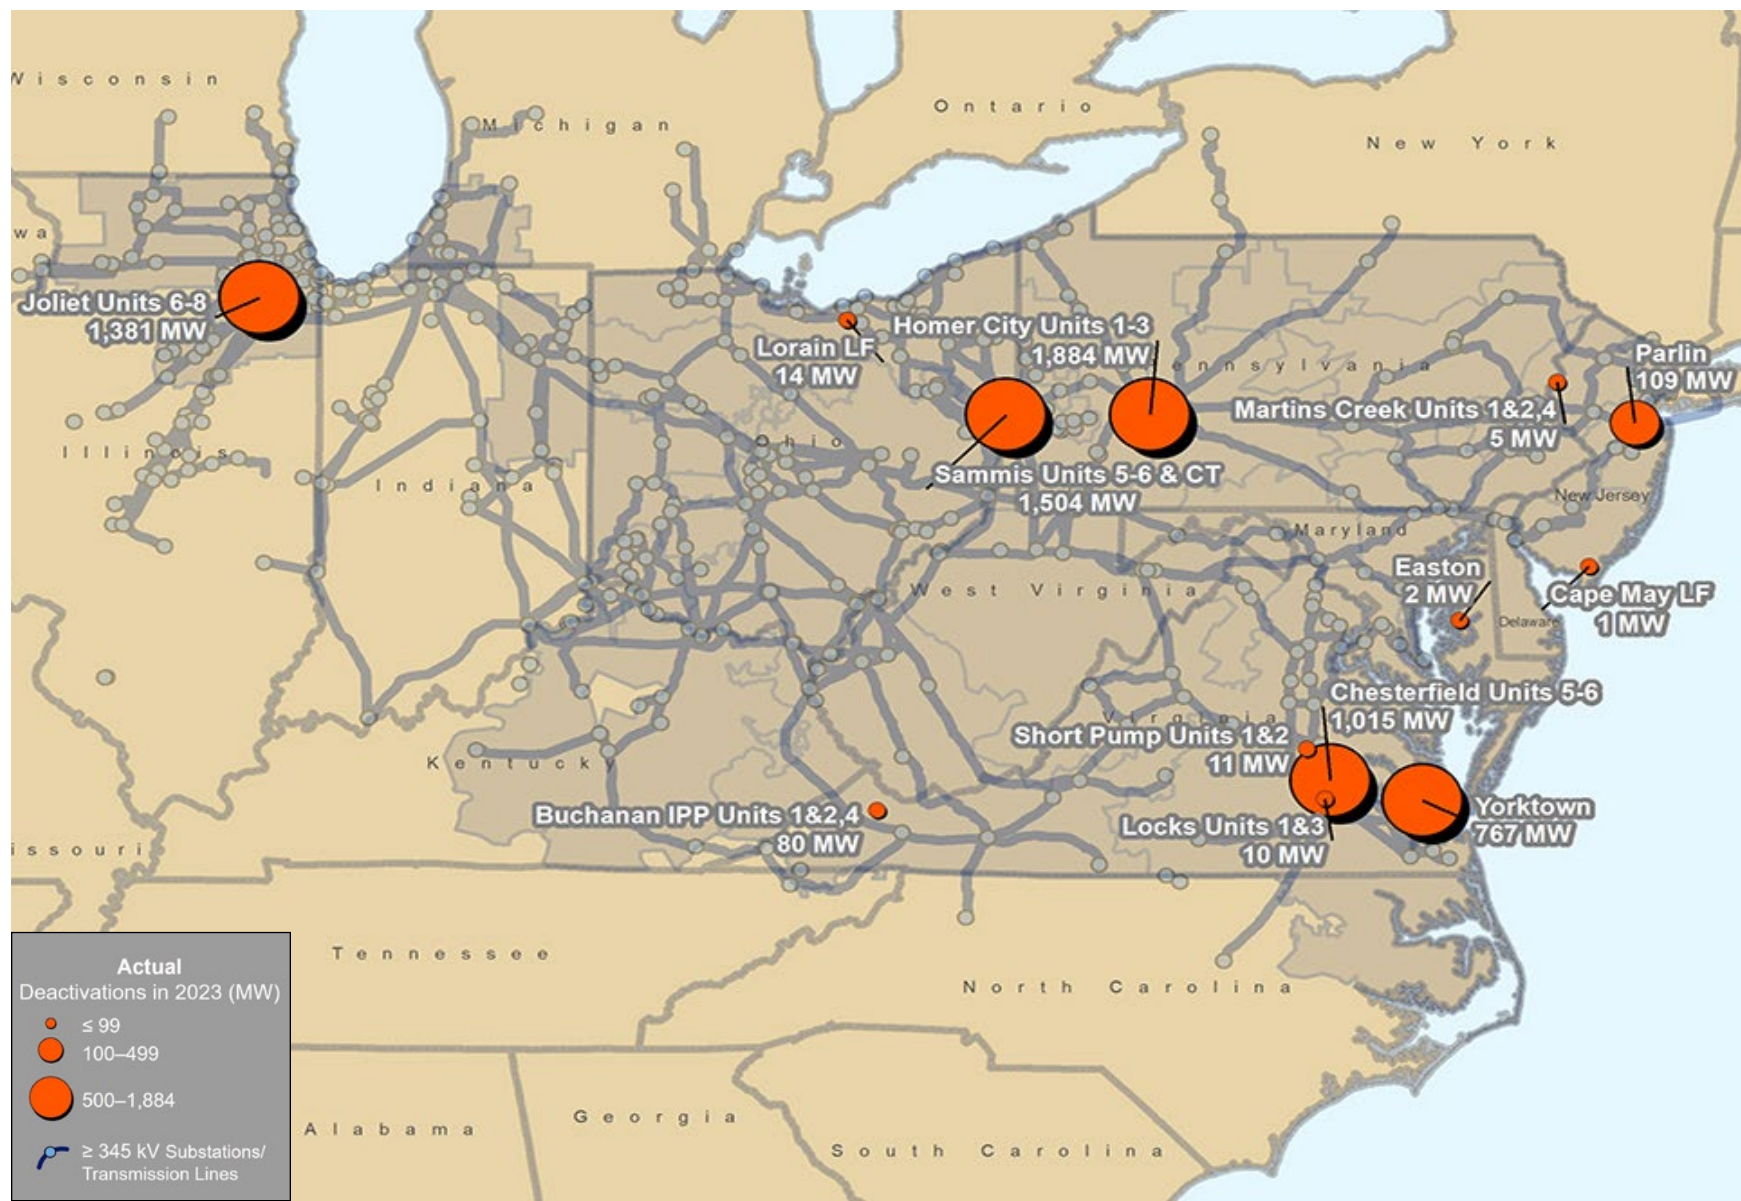 Wisconsin
Michigan
Ontario
New York
wa
Joliet Units 6-8
1,381 MW
Homer City Units 1-3
1,884 MW
Lorain LF
14 MW
ennsylvania
Parlin
109 MW
Martins Creek Units 1&2,4
5 MW
Illinois
Indiana
Ohio
Sammis Units 5-6 & CT
1,504 MW
New Jersey
Maryland
West Virginia
Easton
2 MW
Cape May LF
1 MW
Delaware
Chesterfield Units 5-6
1,015 MW
Virginia
Short Pump Units 1&2
11 MW
Kentucky
Buchanan IPP Units 1&2,4
80 MW
Locks Units 1&3
10 MW
Yorktown
767 MW
issouri
Tennessee
North Carolina
Alabama
Georgia
South Carolina
Actual
Deactivations in 2023 (MW)
≤ 99
100–499
500–1,884
≥ 345 kV Substations/
Transmission Lines